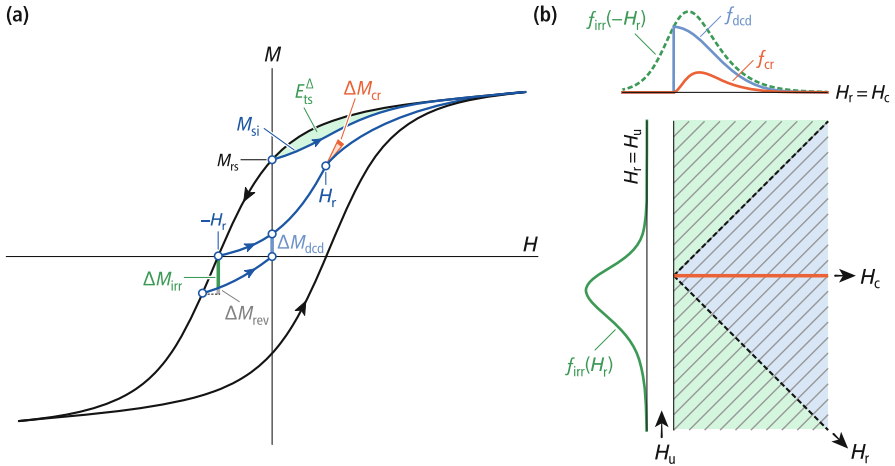 (a)
M
E_ts^Δ
ΔM_cr
M_si
M_rs
H_r
–H_r
H
ΔM_dcd
ΔM_irr
ΔM_rev
(b)
f_irr(–H_r)
f_dcd
f_cr
H_r = H_c
H_r = H_u
H_c
f_irr(H_r)
H_u
H_r